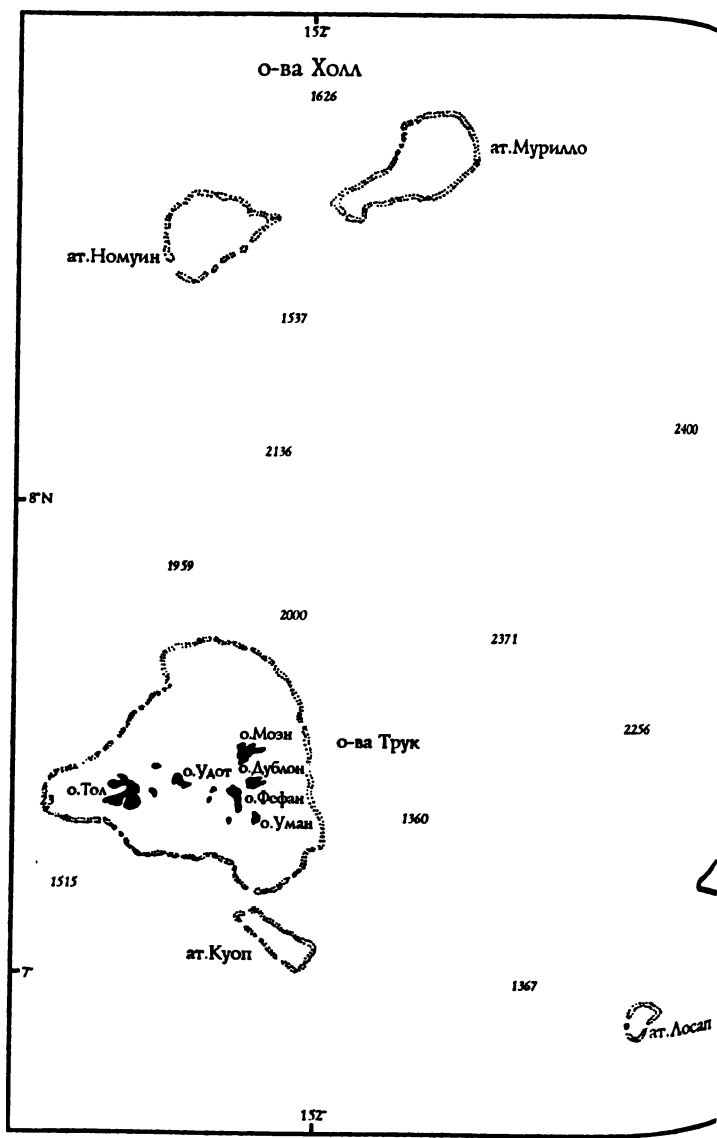 152°
о-ва Холл
1626
ат.Мурилло
ат.Номуин
1537
2400
2136
8°N
1959
2000
2371
о.Моэн
о-ва Трук
2256
о.Дублон
о.Удот
о.Тол
23
о.Фефан
о.Уман
1360
1515
ат.Куоп
7°
1367
ат.Лосап
152°